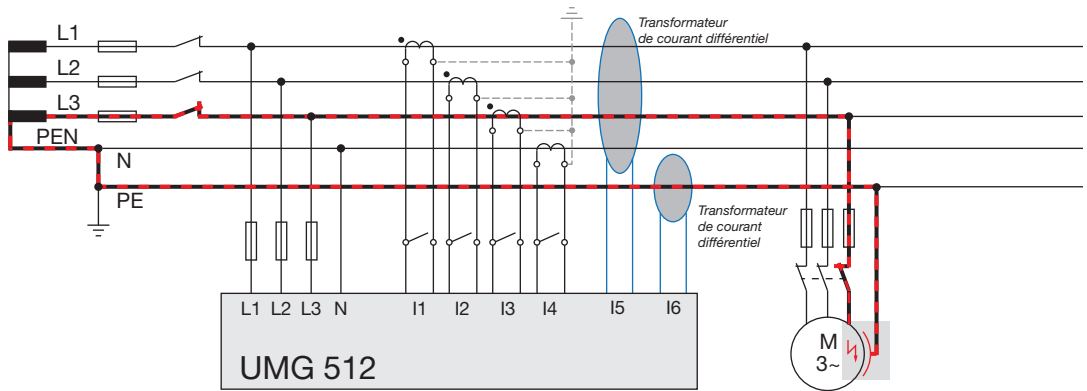 L1
L2
L3
PEN
N
PE
Transformateur
de courant différentiel
Transformateur
de courant
différentiel
L1 L2 L3 N I1 I2 I3 I4 I5 I6
UMG 512
M
3~